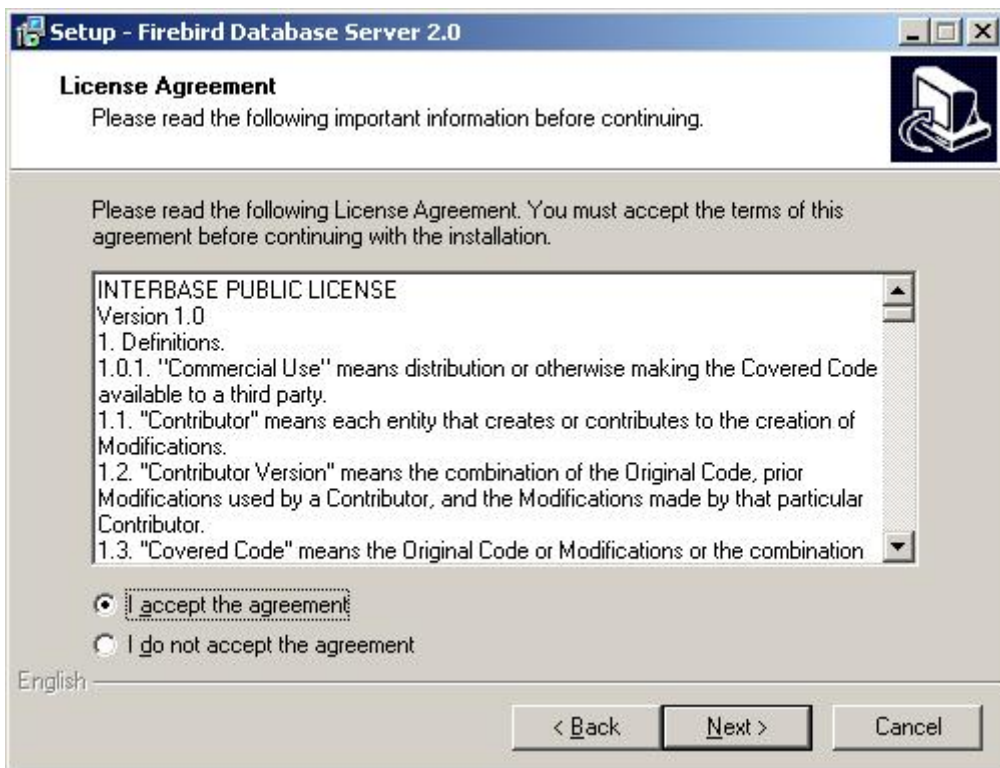 Setup - Firebird Database Server 2.0
License Agreement
Please read the following important information before continuing.
Please read the following License Agreement. You must accept the terms of this
agreement before continuing with the installation.
INTERBASE PUBLIC LICENSE
Version 1.0
1. Definitions.
1.0.1. "Commercial Use" means distribution or otherwise making the Covered Code
available to a third party.
1.1. "Contributor" means each entity that creates or contributes to the creation of
Modifications.
1.2. "Contributor Version" means the combination of the Original Code, prior
Modifications used by a Contributor, and the Modifications made by that particular
Contributor.
1.3. "Covered Code" means the Original Code or Modifications or the combination
I accept the agreement
I do not accept the agreement
English
< Back Next > Cancel